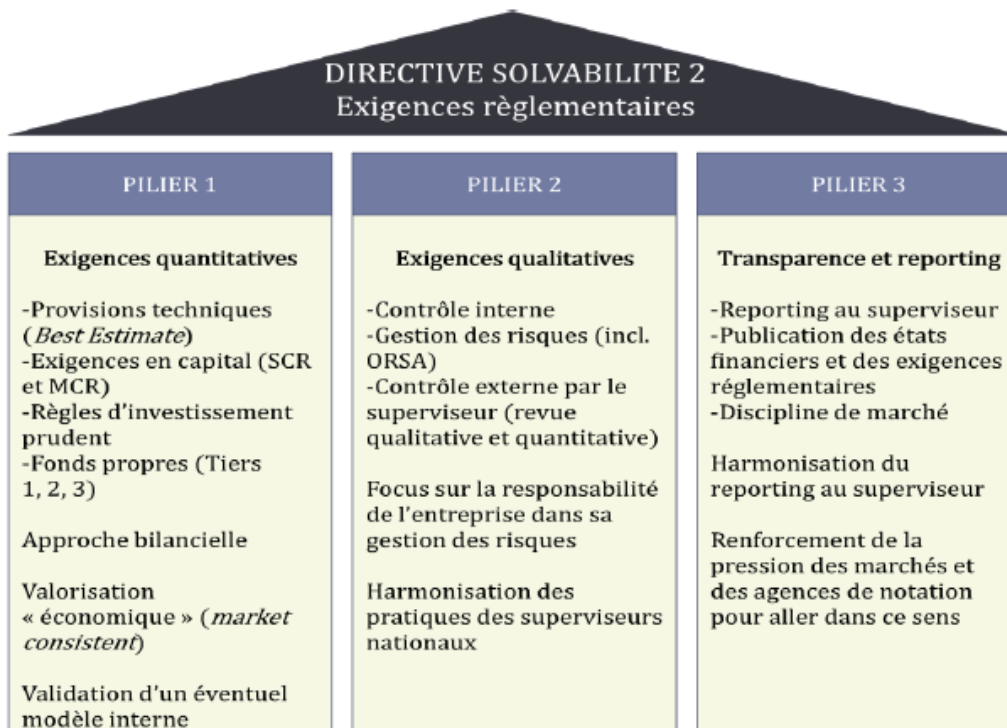 DIRECTIVE SOLVABILITE 2
Exigences règlementaires
PILIER 1
Exigences quantitatives
-Provisions techniques
(Best Estimate)
-Exigences en capital (SCR
et MCR)
-Règles d'investissement
prudent
-Fonds propres (Tiers
1, 2, 3)
Approche bilancielle
Valorisation
« économique » (market
consistent)
Validation d'un éventuel
modèle interne
PILIER 2
Exigences qualitatives
-Contrôle interne
-Gestion des risques (incl.
ORSA)
-Contrôle externe par le
superviseur (revue
qualitative et quantitative)
Focus sur la responsabilité
de l'entreprise dans sa
gestion des risques
Harmonisation des
pratiques des superviseurs
nationaux
PILIER 3
Transparence et reporting
-Reporting au superviseur
-Publication des états
financiers et des exigences
réglementaires
-Discipline de marché
Harmonisation du
reporting au superviseur
Renforcement de la
pression des marchés et
des agences de notation
pour aller dans ce sens